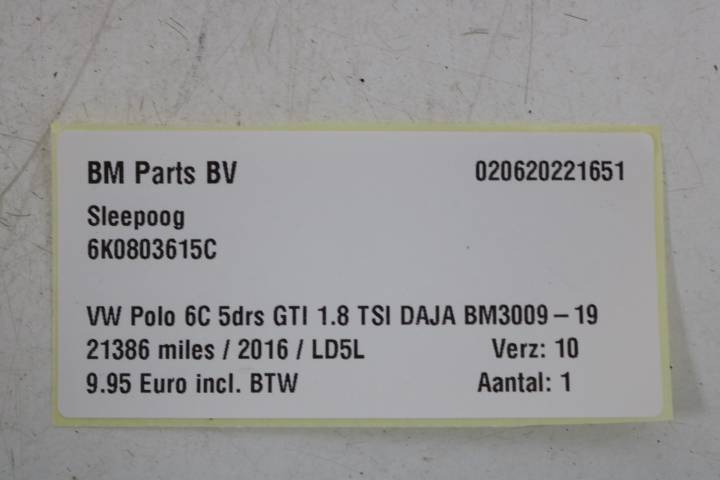 BM Parts BV 020620221651
Sleepoog
6K0803615C
VW Polo 6C 5drs GTI 1.8 TSI DAJA BM3009 – 19
21386 miles / 2016 / LD5L Verz: 10
9.95 Euro incl. BTW Aantal: 1